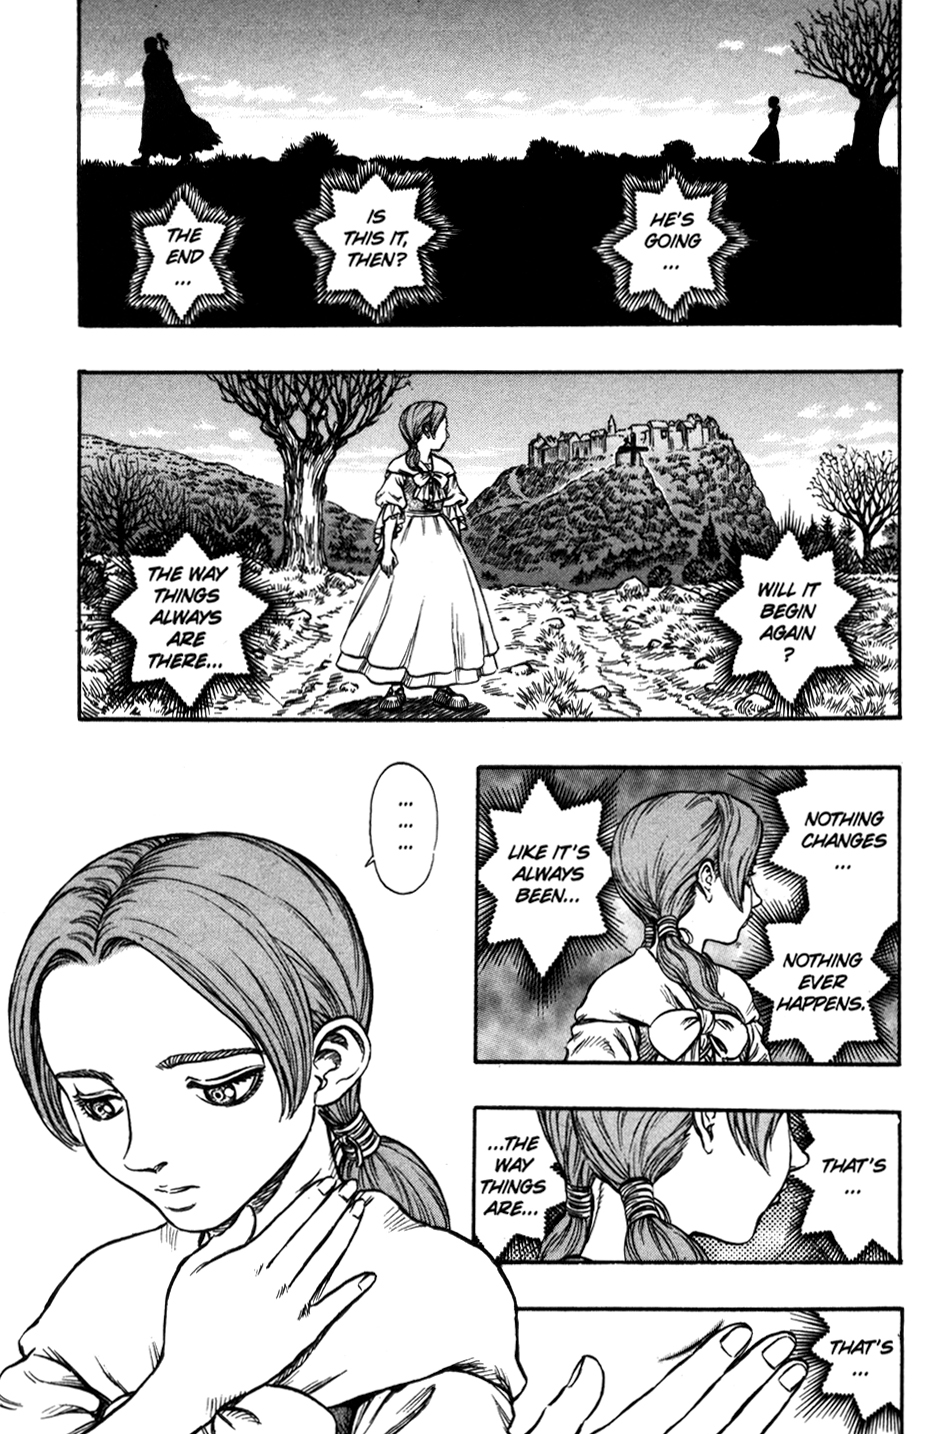 HE'S
GOING
...
IS
THIS IT,
THEN?
THE
END
...
WILL IT
BEGIN
AGAIN
?
THE WAY
THINGS
ALWAYS
ARE
THERE...
NOTHING
CHANGES
...
NOTHING
EVER
HAPPENS.
LIKE IT'S
ALWAYS
BEEN...
...
...
...
THAT'S
...
...THE
WAY
THINGS
ARE...
THAT'S
...